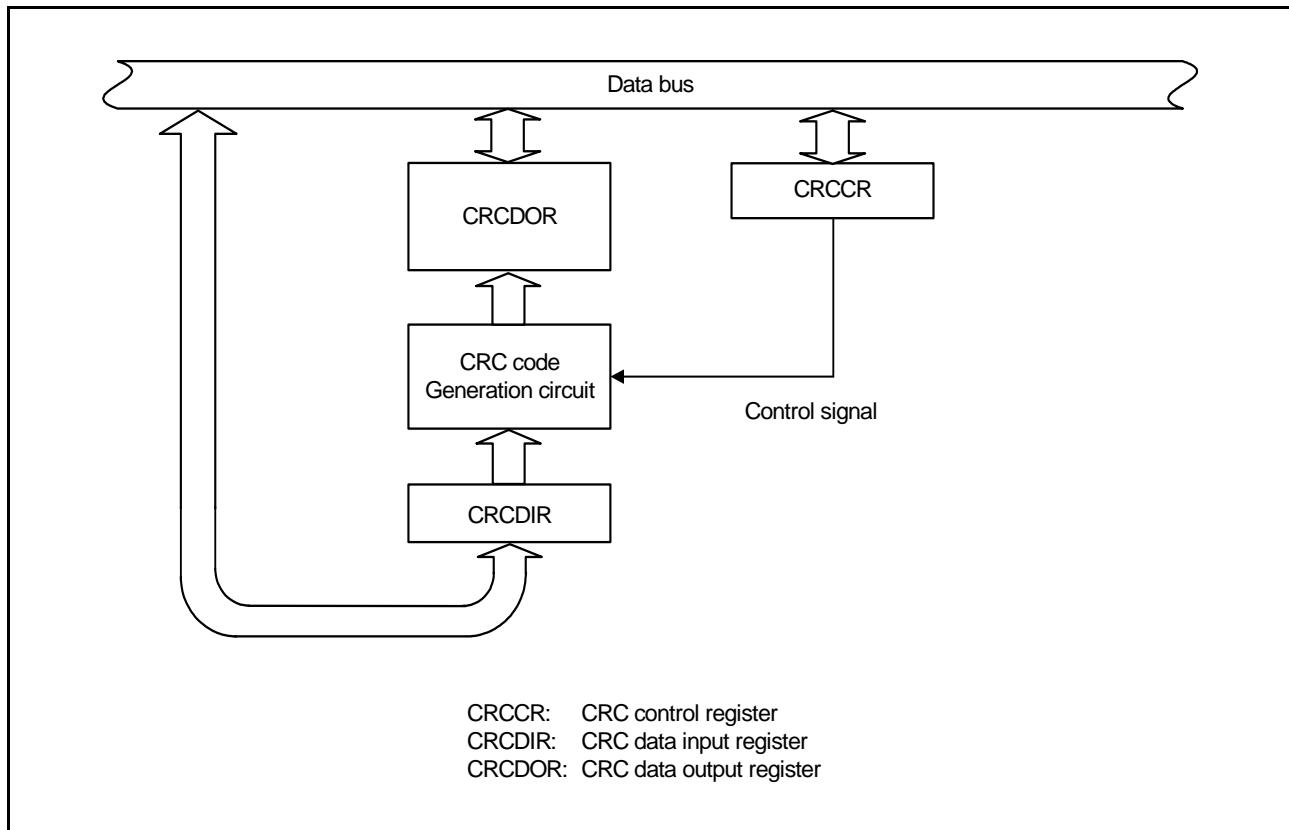 Data bus
CRCDOR
CRCCR
CRC code
Generation circuit
Control signal
CRCDIR
CRCCR: CRC control register
CRCDIR: CRC data input register
CRCDOR: CRC data output register